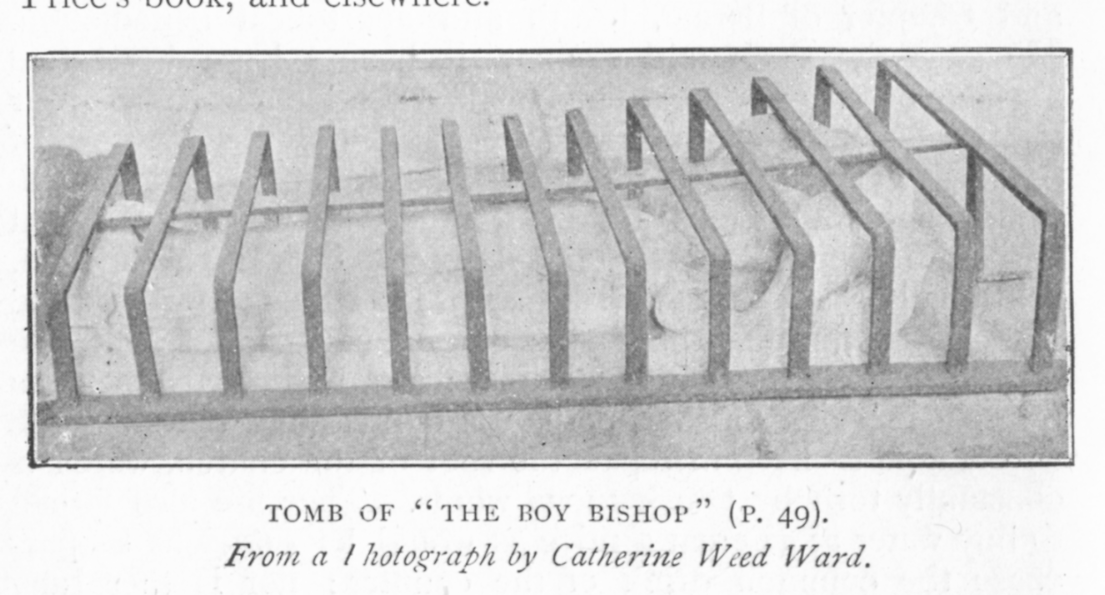 Price's book, and elsewhere.
TOMB OF "THE BOY BISHOP" (P. 49).
From a l hotograph by Catherine Weed Ward.